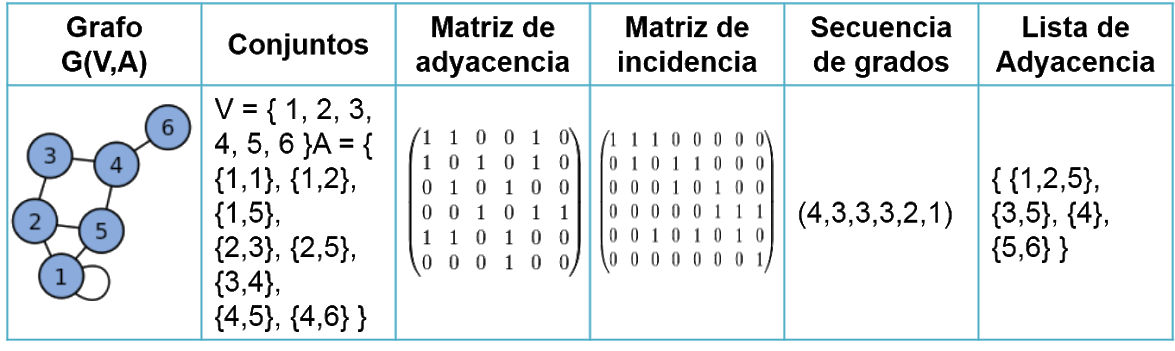 Grafo
G(V,A)
Conjuntos
Matriz de
adyacencia
Matriz de
incidencia
Secuencia
de grados
Lista de
Adyacencia
6
3
4
2
5
1
V = { 1, 2, 3,
4, 5, 6 }A = {
{1,1}, {1,2},
{1,5},
{2,3}, {2,5},
{3,4},
{4,5}, {4,6} }
1 1 0 0 1 0
1 0 1 0 1 0
0 1 0 1 0 0
0 0 1 0 1 1
1 1 0 1 0 0
0 0 0 1 0 0
1 1 1 0 0 0 0 0
0 1 0 1 1 0 0 0
0 0 0 1 0 1 0 0
0 0 0 0 0 1 1 1
0 0 1 0 1 0 1 0
0 0 0 0 0 0 0 1
(4,3,3,3,2,1)
{ {1,2,5},
{3,5}, {4},
{5,6} }